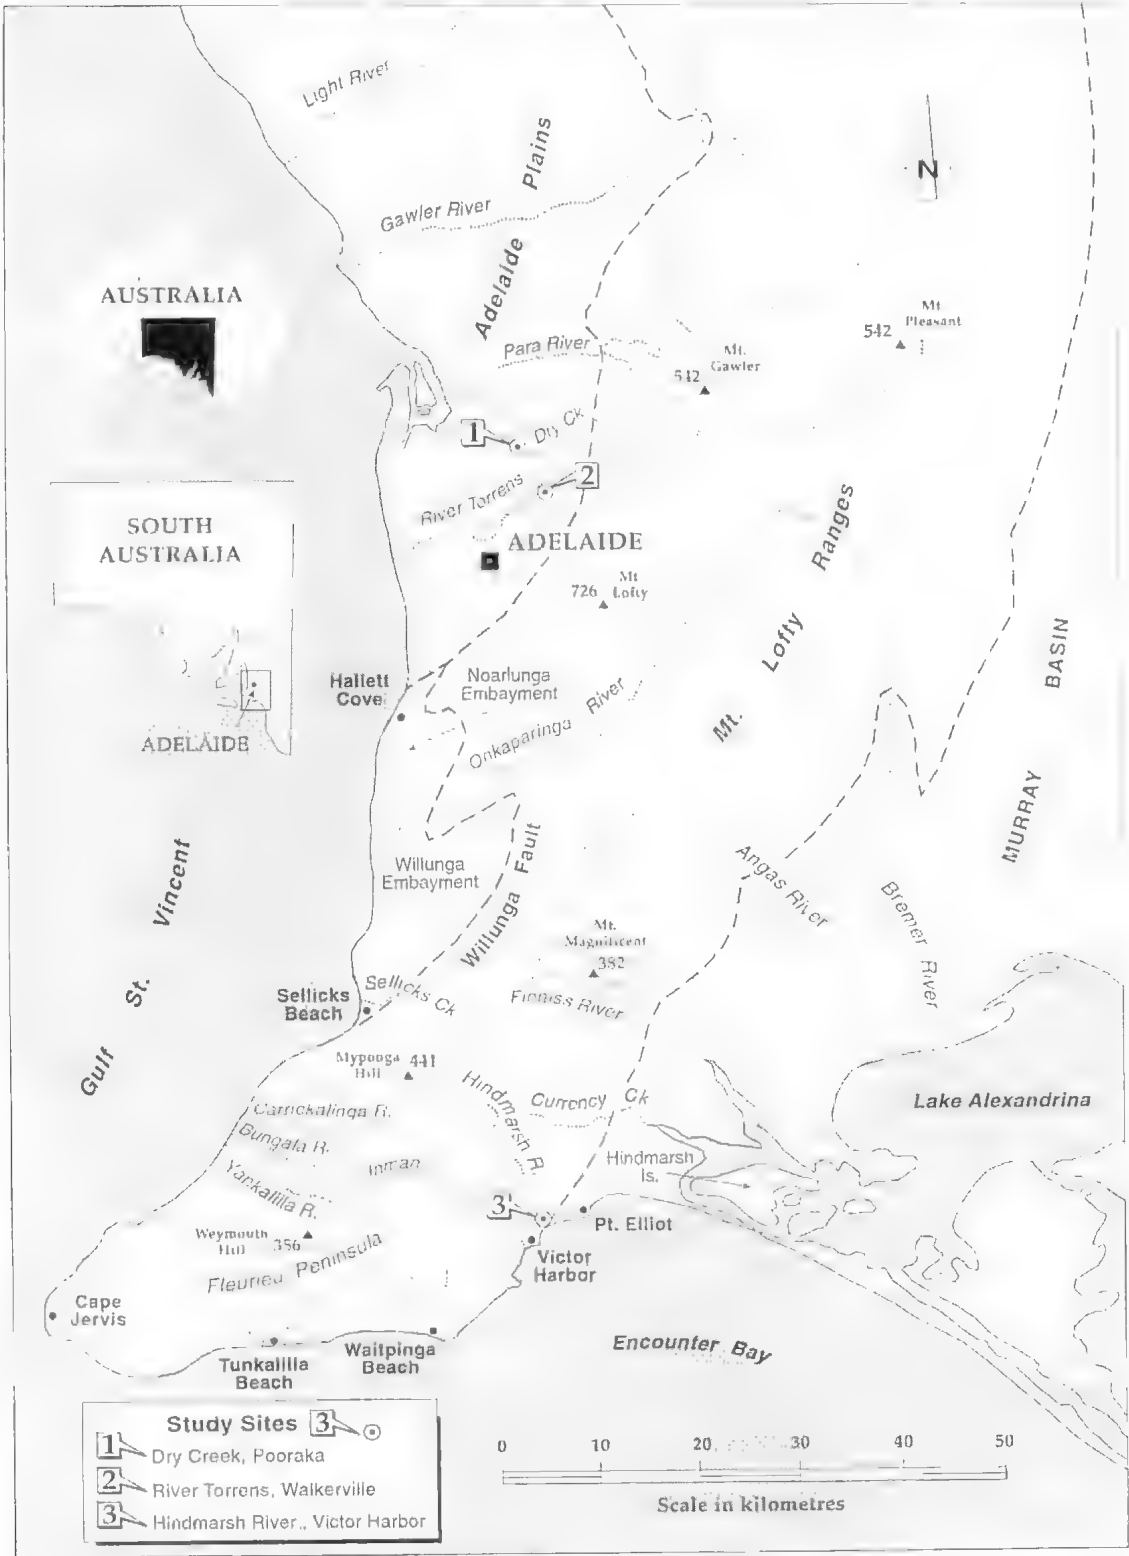 Light River
Adelaide Plains
Gawler River
N
AUSTRALIA
Para River
Mt.
Gawler
542
Mt
Pleasant
542
1
Dry Ck
2
River Torrens
ADELAIDE
SOUTH
AUSTRALIA
ADELAIDE
726
Mt
Lofty
Mt. Lofty Ranges
MURRAY BASIN
Hallett
Cove
Noarlunga
Embayment
Onkaparinga River
Gulf St. Vincent
Willunga
Embayment
Willunga Fault
Angas River
Bremer River
Mt.
Magnificent
382
Finniss River
Sellicks
Beach
Sellicks Ck
Myponga
Hill
441
Hindmarsh R.
Currency Ck
Lake Alexandrina
Carrickalinga R.
Bungala R.
Inman
Yankalilla R.
Hindmarsh
Is.
3
Pt. Elliot
Weymouth
Hill
356
Fleurieu Peninsula
Victor
Harbor
Cape
Jervis
Tunkalilla
Beach
Waitpinga
Beach
Encounter Bay
Study Sites 3
1 Dry Creek, Pooraka
2 River Torrens, Walkerville
3 Hindmarsh River., Victor Harbor
0 10 20 30 40 50
Scale in kilometres